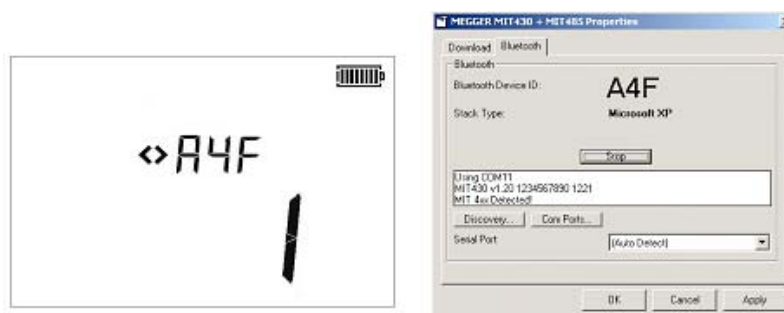 <> A4F
1
MEGGER MIT430 + MIT485 Properties
Download Bluetooth
Bluetooth
Bluetooth Device ID: A4F
Stack Type: Microsoft XP
Stop
Using COM11
MIT430 v1.20 1234567890 1221
MIT 4xx Detected!
Discovery... Com Ports...
Serial Port (Auto Detect)
OK Cancel Apply